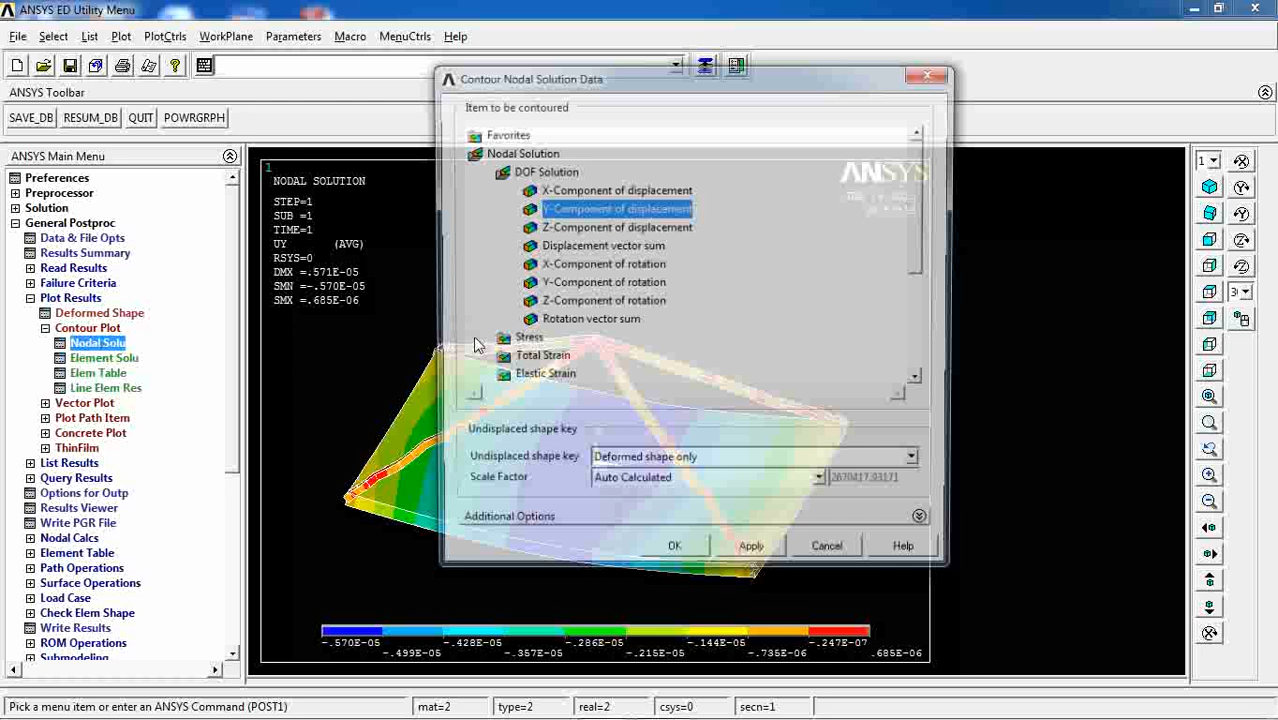 ANSYS ED Utility Menu
File Select List Plot PlotCtrls WorkPlane Parameters Macro MenuCtrls Help
ANSYS Toolbar
SAVE_DB RESUM_DB QUIT POWRGRPH
ANSYS Main Menu
Preferences
Preprocessor
Solution
General Postproc
Data & File Opts
Results Summary
Read Results
Failure Criteria
Plot Results
Deformed Shape
Contour Plot
Nodal Solu
Element Solu
Elem Table
Line Elem Res
Vector Plot
Plot Path Item
Concrete Plot
ThinFilm
List Results
Query Results
Options for Outp
Results Viewer
Write PGR File
Nodal Calcs
Element Table
Path Operations
Surface Operations
Load Case
Check Elem Shape
Write Results
ROM Operations
Submodeling
1
NODAL SOLUTION
STEP=1
SUB =1
TIME=1
UY (AVG)
RSYS=0
DMX =.571E-05
SMN =-.570E-05
SMX =.685E-06
ANSYS
Contour Nodal Solution Data
Item to be contoured
Favorites
Nodal Solution
DOF Solution
X-Component of displacement
Y-Component of displacement
Z-Component of displacement
Displacement vector sum
X-Component of rotation
Y-Component of rotation
Z-Component of rotation
Rotation vector sum
Stress
Total Strain
Elastic Strain
Undisplaced shape key
Undisplaced shape key Deformed shape only
Scale Factor Auto Calculated 2670417.93171
Additional Options
OK Apply Cancel Help
-.570E-05 -.428E-05 -.286E-05 -.144E-05 -.247E-07
-.499E-05 -.357E-05 -.215E-05 -.735E-06 .685E-06
1
Pick a menu item or enter an ANSYS Command (POST1) mat=2 type=2 real=2 csys=0 secn=1